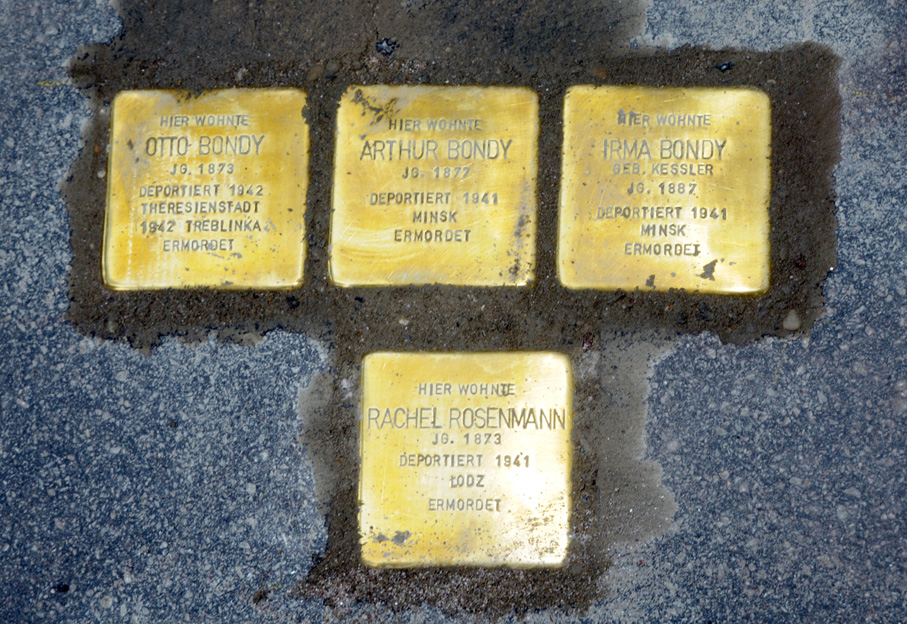 HIER WOHNTE
OTTO BONDY
JG. 1873
DEPORTIERT 1942
THERESIENSTADT
1942 TREBLINKA
ERMORDET
HIER WOHNTE
ARTHUR BONDY
JG. 1877
DEPORTIERT 1941
MINSK
ERMORDET
HIER WOHNTE
IRMA BONDY
GEB. KESSLER
JG. 1887
DEPORTIERT 1941
MINSK
ERMORDET
HIER WOHNTE
RACHEL ROSENMANN
JG. 1873
DEPORTIERT 1941
ŁODZ
ERMORDET